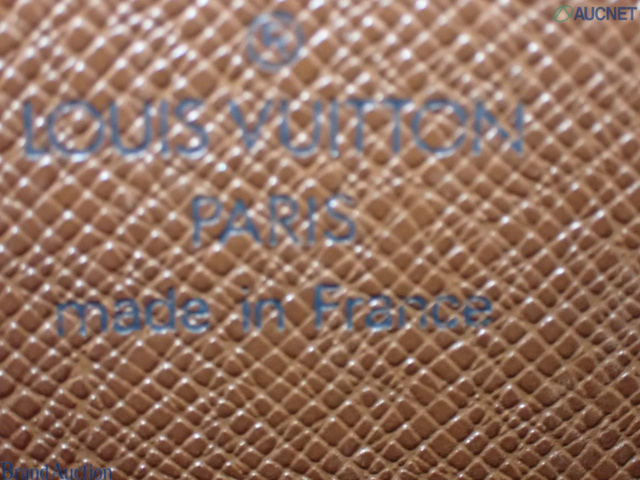 AUCNET
®
LOUIS VUITTON
PARIS
made in France
Brand Auction